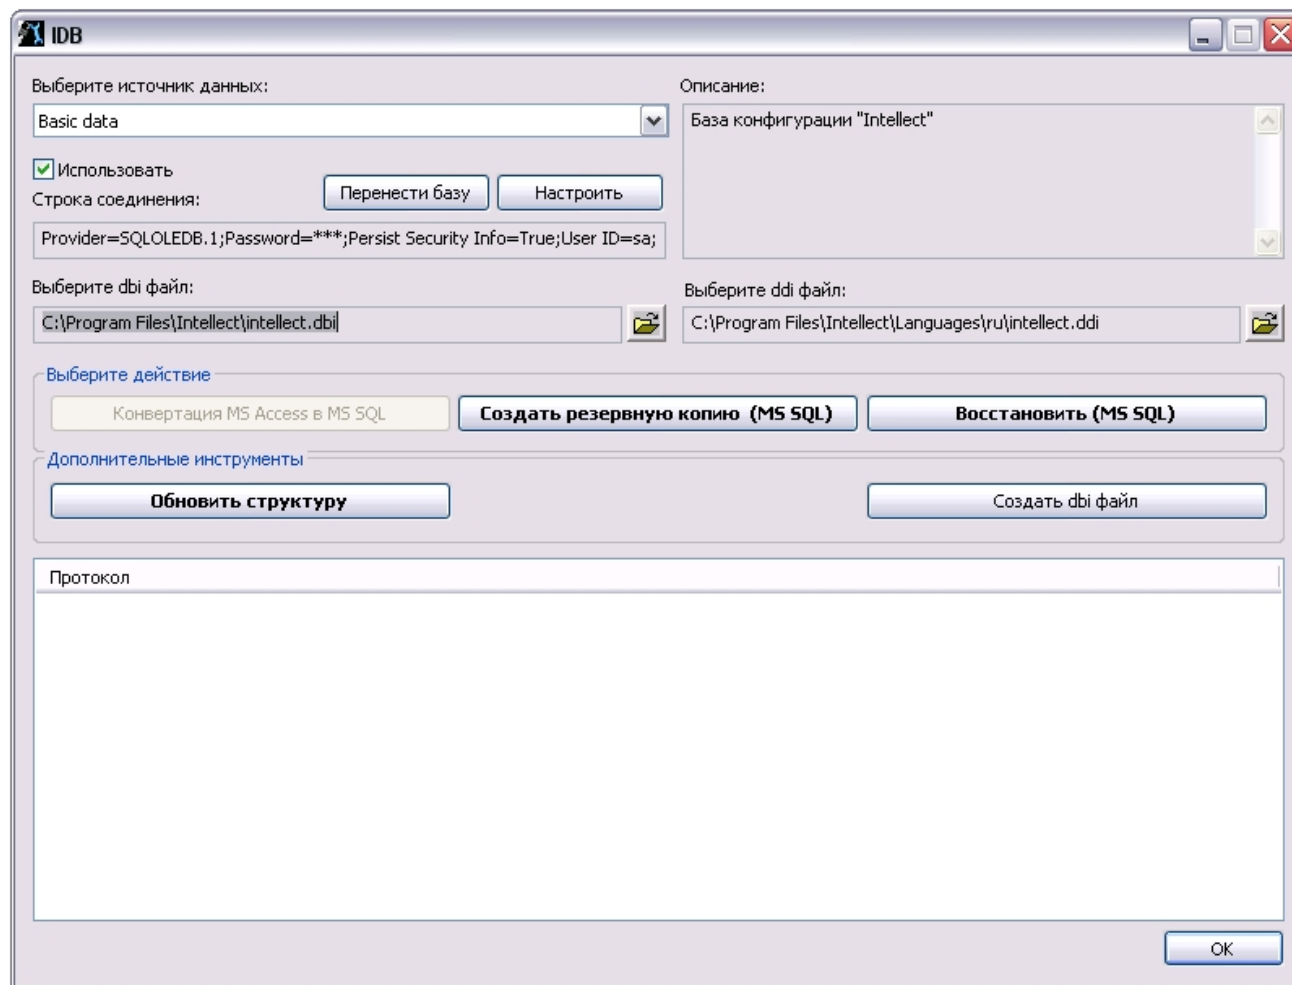 IDB
Выберите источник данных:
Описание:
Basic data
База конфигурации "Intellect"
Использовать
Строка соединения:
Перенести базу
Настроить
Provider=SQLOLEDB.1;Password=***;Persist Security Info=True;User ID=sa;
Выберите dbi файл:
Выберите ddi файл:
C:\Program Files\Intellect\intellect.dbi
C:\Program Files\Intellect\Languages\ru\intellect.ddi
Выберите действие
Конвертация MS Access в MS SQL
Создать резервную копию (MS SQL)
Восстановить (MS SQL)
Дополнительные инструменты
Обновить структуру
Создать dbi файл
Протокол
OK